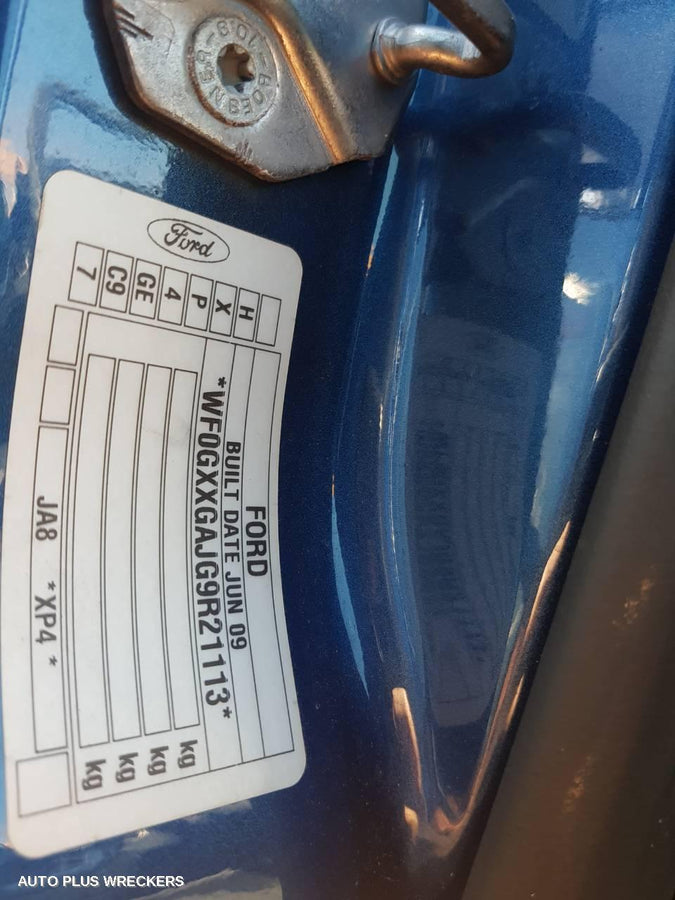 Ford
H
X
P
4
GE
C9
7
FORD
BUILT DATE JUN 09
*WF0GXXGAJG9R21113*
kg
kg
kg
kg
JA8 *XP4 *
AUTO PLUS WRECKERS